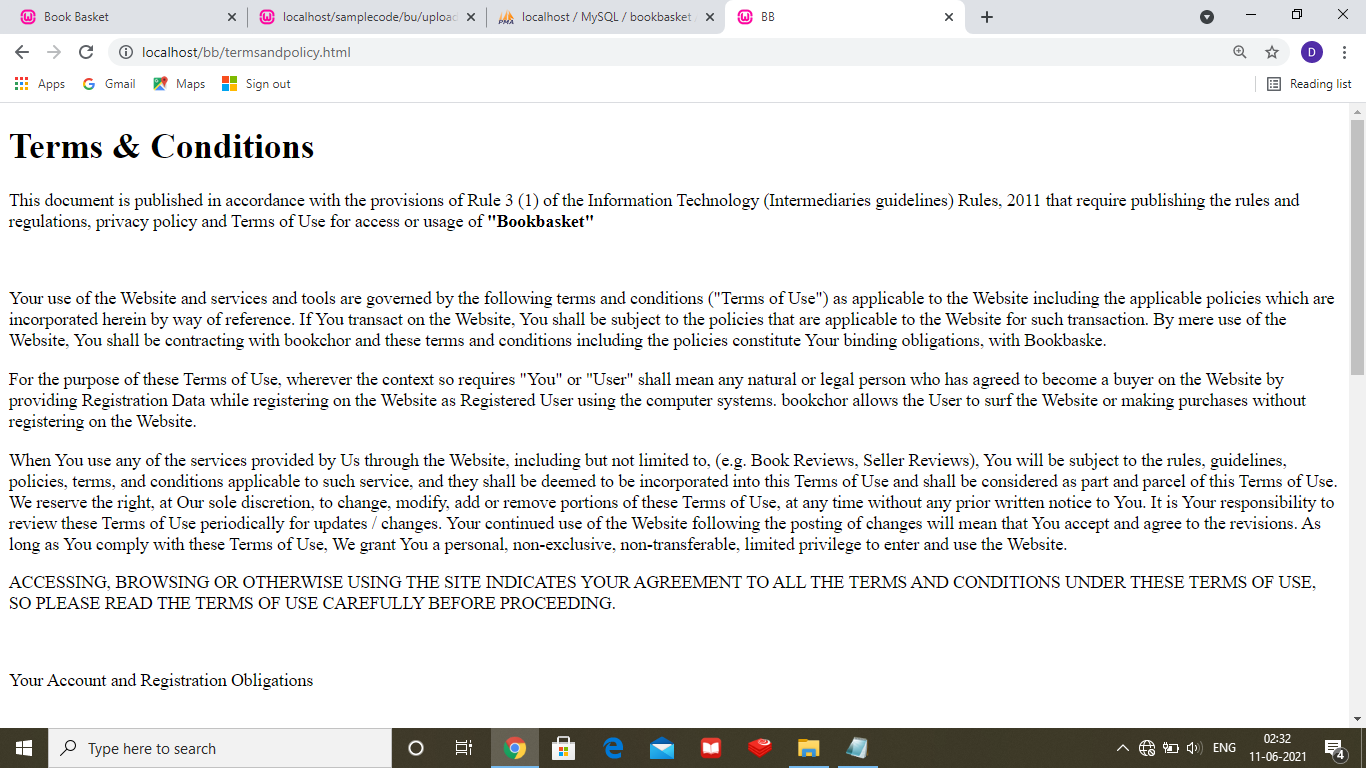 Book Basket
localhost/samplecode/bu/upload
localhost / MySQL / bookbasket
BB
localhost/bb/termsandpolicy.html
D
Apps
Gmail
Maps
Sign out
Reading list
Terms & Conditions
This document is published in accordance with the provisions of Rule 3 (1) of the Information Technology (Intermediaries guidelines) Rules, 2011 that require publishing the rules and
regulations, privacy policy and Terms of Use for access or usage of "Bookbasket"
Your use of the Website and services and tools are governed by the following terms and conditions ("Terms of Use") as applicable to the Website including the applicable policies which are
incorporated herein by way of reference. If You transact on the Website, You shall be subject to the policies that are applicable to the Website for such transaction. By mere use of the
Website, You shall be contracting with bookchor and these terms and conditions including the policies constitute Your binding obligations, with Bookbaske.
For the purpose of these Terms of Use, wherever the context so requires "You" or "User" shall mean any natural or legal person who has agreed to become a buyer on the Website by
providing Registration Data while registering on the Website as Registered User using the computer systems. bookchor allows the User to surf the Website or making purchases without
registering on the Website.
When You use any of the services provided by Us through the Website, including but not limited to, (e.g. Book Reviews, Seller Reviews), You will be subject to the rules, guidelines,
policies, terms, and conditions applicable to such service, and they shall be deemed to be incorporated into this Terms of Use and shall be considered as part and parcel of this Terms of Use.
We reserve the right, at Our sole discretion, to change, modify, add or remove portions of these Terms of Use, at any time without any prior written notice to You. It is Your responsibility to
review these Terms of Use periodically for updates / changes. Your continued use of the Website following the posting of changes will mean that You accept and agree to the revisions. As
long as You comply with these Terms of Use, We grant You a personal, non-exclusive, non-transferable, limited privilege to enter and use the Website.
ACCESSING, BROWSING OR OTHERWISE USING THE SITE INDICATES YOUR AGREEMENT TO ALL THE TERMS AND CONDITIONS UNDER THESE TERMS OF USE,
SO PLEASE READ THE TERMS OF USE CAREFULLY BEFORE PROCEEDING.
Your Account and Registration Obligations
Type here to search
ENG
02:32
11-06-2021
4